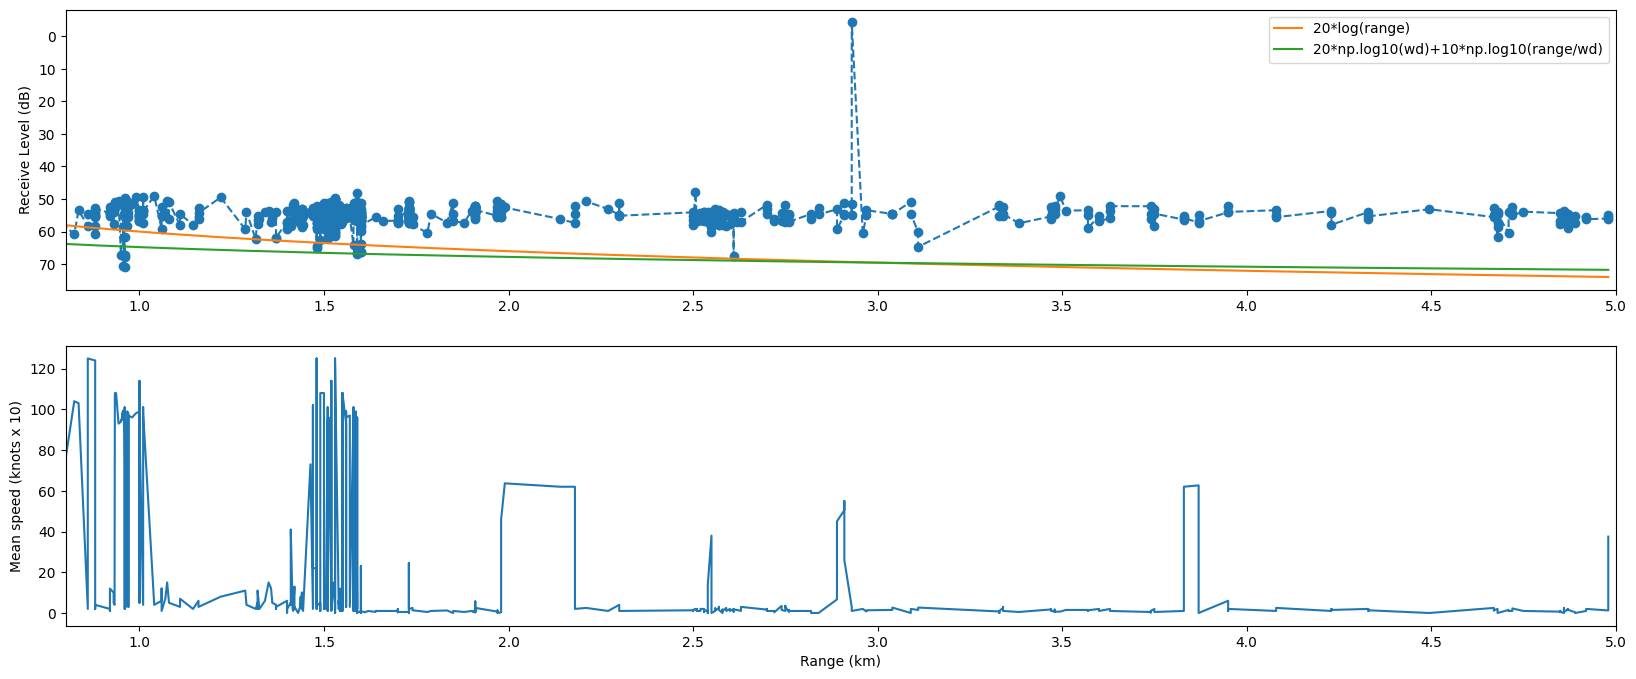 20*log(range)
20*np.log10(wd)+10*np.log10(range/wd)
Receive Level (dB)
0
10
20
30
40
50
60
70
1.0 1.5 2.0 2.5 3.0 3.5 4.0 4.5 5.0
Mean speed (knots x 10)
120
100
80
60
40
20
0
1.0 1.5 2.0 2.5 3.0 3.5 4.0 4.5 5.0
Range (km)